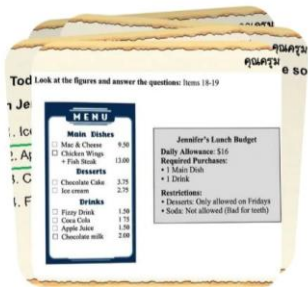 คุณครูม
คุณครูม
e so
Tod
Look at the figures and answer the questions: Items 18-19
n Je
MENU
Main Dishes
Mac & Cheese 9.50
Chicken Wings
+ Fish Steak 13.00
Desserts
Chocolate Cake 3.75
Ice cream 2.75
Drinks
Fizzy Drink 1.50
Coca Cola 1.75
Apple Juice 1.50
Chocolate milk 2.00
Jennifer's Lunch Budget
Daily Allowance: $16
Required Purchases:
• 1 Main Dish
• 1 Drink
Restrictions:
• Desserts: Only allowed on Fridays
• Soda: Not allowed (Bad for teeth)
. Ice
. Ap
. C
. F